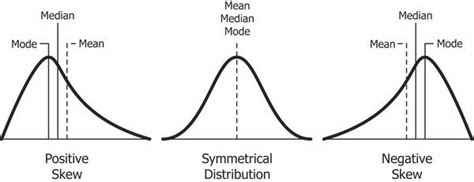 Median
Mode
Mean
Positive
Skew
Mean
Median
Mode
Symmetrical
Distribution
Median
Mean
Mode
Negative
Skew